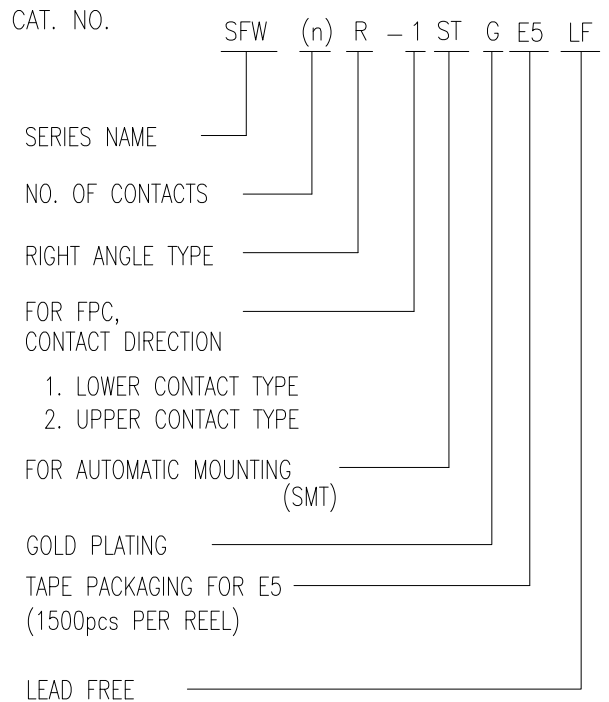 CAT. NO.
SFW (n) R - 1 ST G E5 LF
SERIES NAME
NO. OF CONTACTS
RIGHT ANGLE TYPE
FOR FPC,
CONTACT DIRECTION
1. LOWER CONTACT TYPE
2. UPPER CONTACT TYPE
FOR AUTOMATIC MOUNTING
(SMT)
GOLD PLATING
TAPE PACKAGING FOR E5
(1500pcs PER REEL)
LEAD FREE